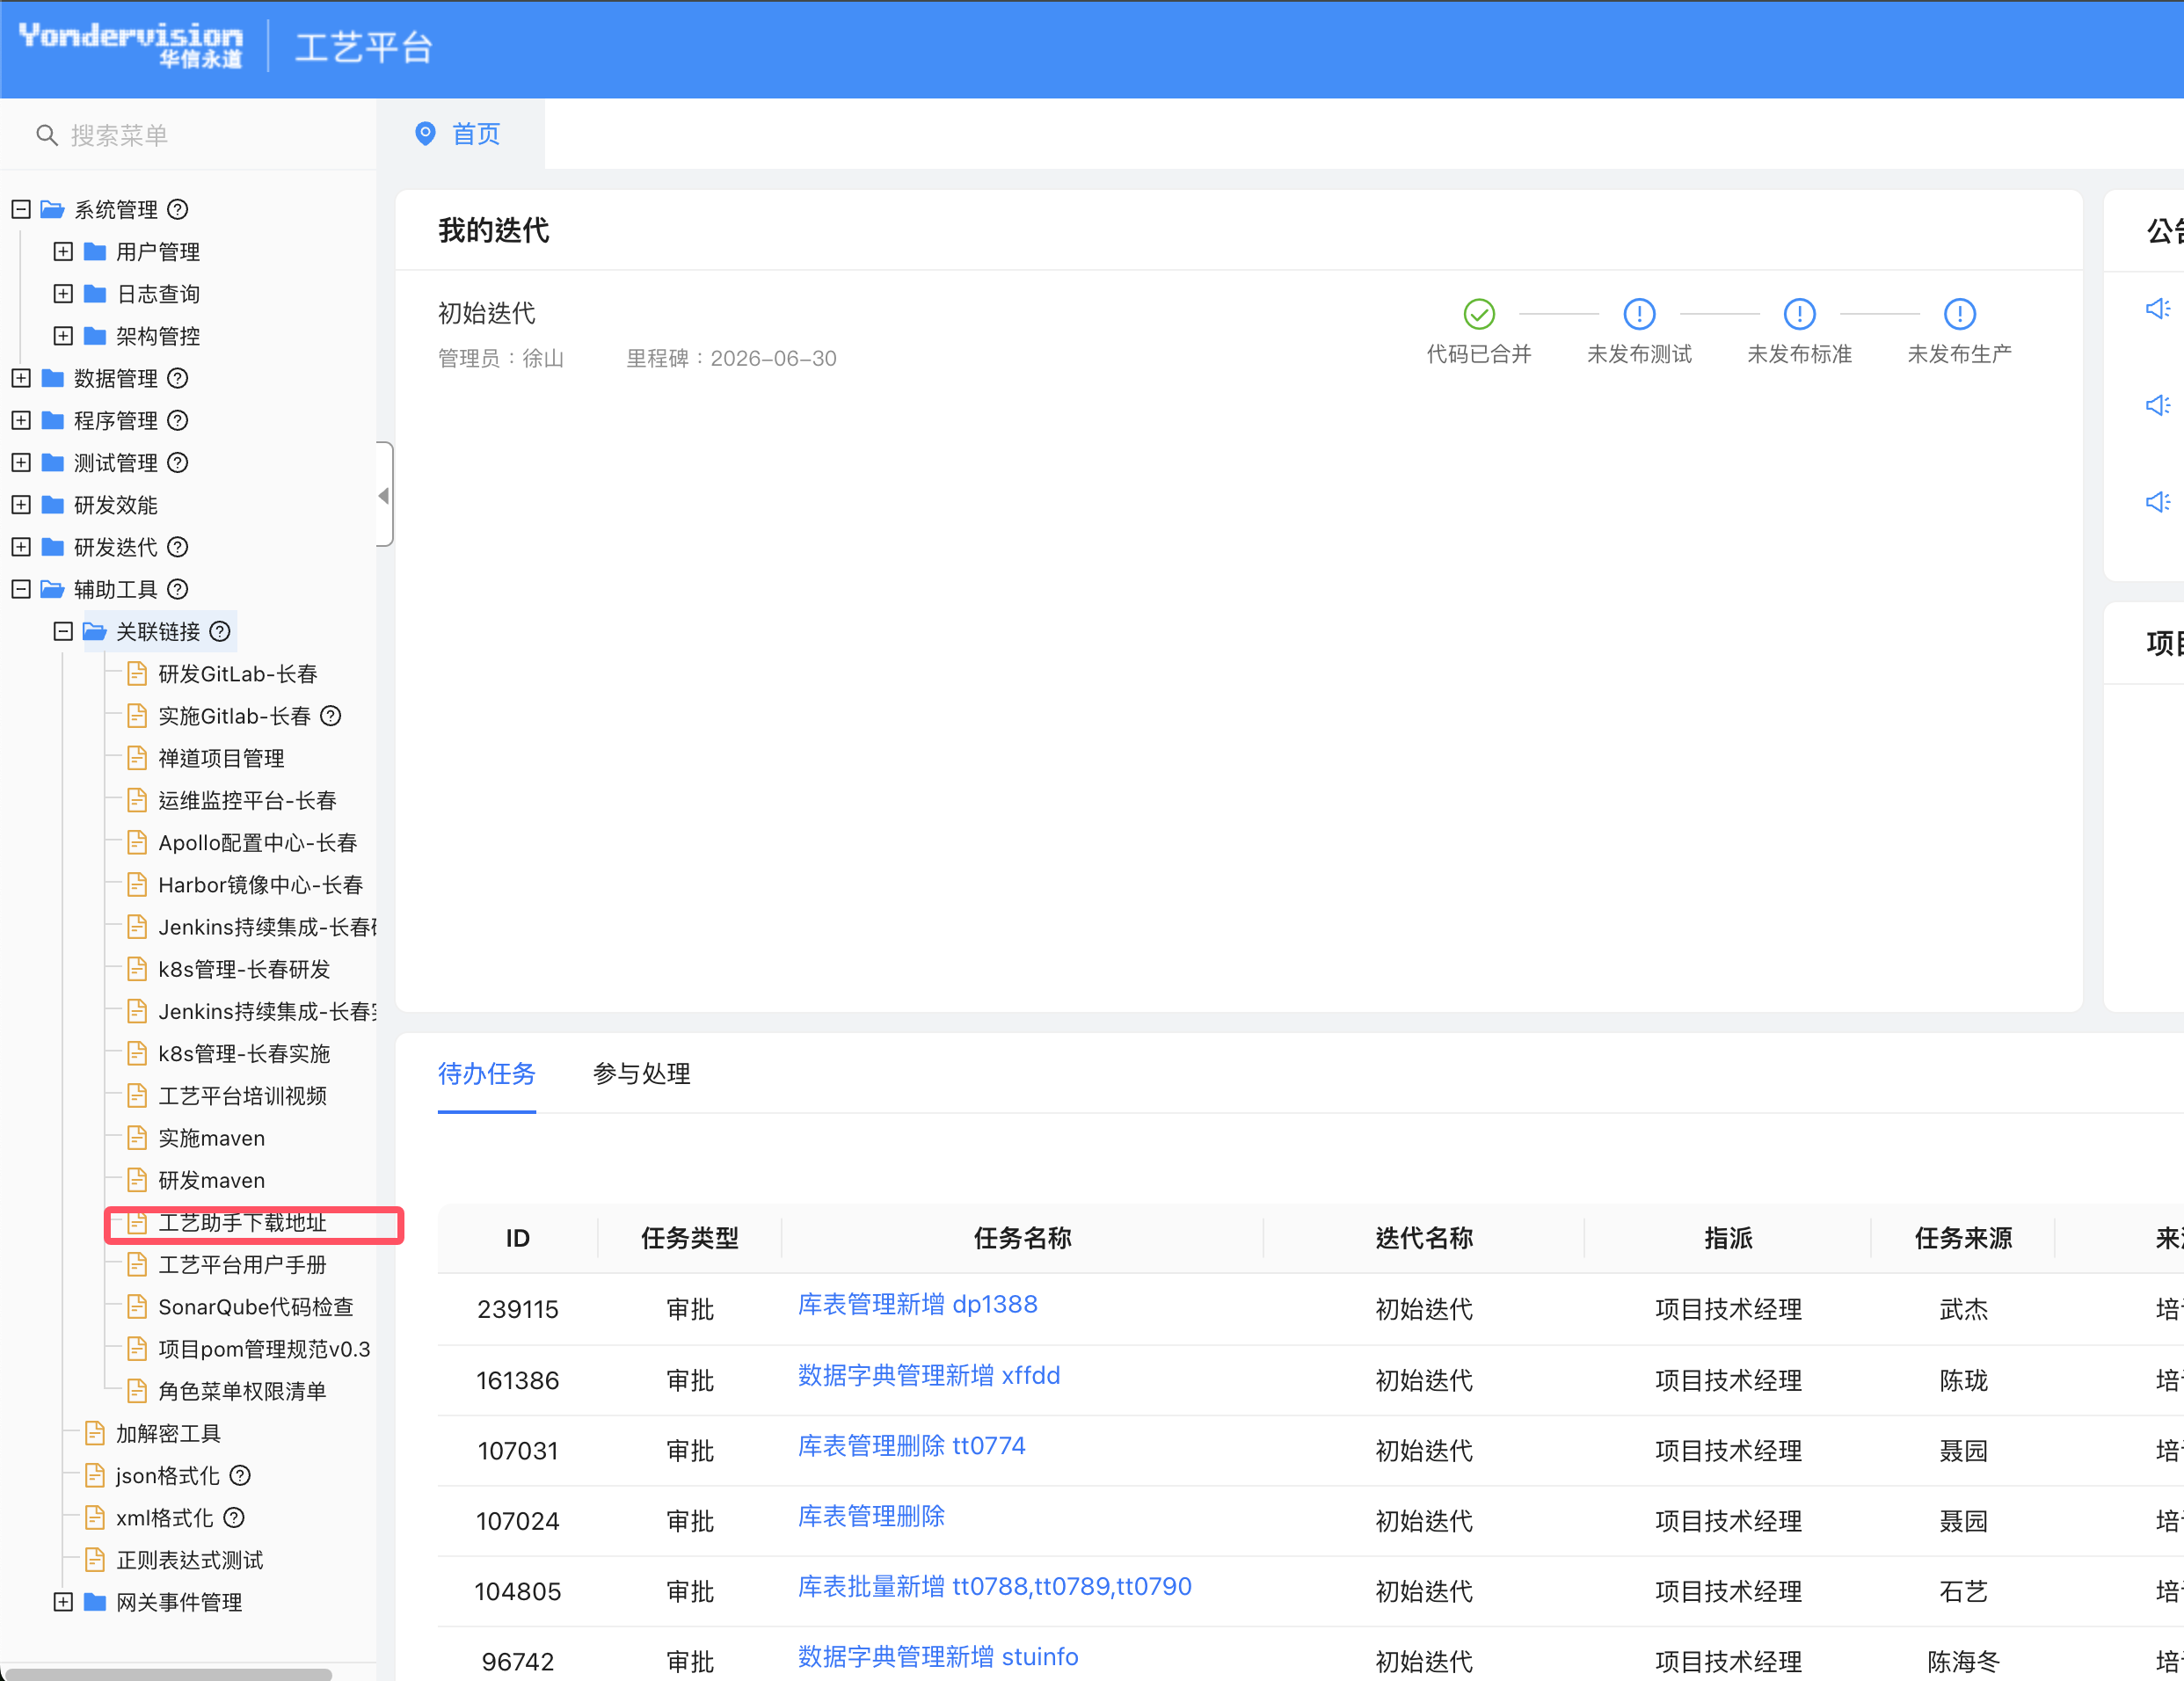 Yondervision
华信永道
工艺平台
搜索菜单
首页
系统管理
用户管理
日志查询
架构管控
数据管理
程序管理
测试管理
研发效能
研发迭代
辅助工具
关联链接
研发GitLab-长春
实施Gitlab-长春
禅道项目管理
运维监控平台-长春
Apollo配置中心-长春
Harbor镜像中心-长春
Jenkins持续集成-长春
k8s管理-长春研发
Jenkins持续集成-长春
k8s管理-长春实施
工艺平台培训视频
实施maven
研发maven
工艺助手下载地址
工艺平台用户手册
SonarQube代码检查
项目pom管理规范v0.3
角色菜单权限清单
加解密工具
json格式化
xml格式化
正则表达式测试
网关事件管理
我的迭代
初始迭代
管理员：徐山 里程碑：2026-06-30
代码已合并 未发布测试 未发布标准 未发布生产
公告
项目
待办任务 参与处理
ID 任务类型 任务名称 迭代名称 指派 任务来源 来
239115 审批 库表管理新增 dp1388 初始迭代 项目技术经理 武杰 培
161386 审批 数据字典管理新增 xffdd 初始迭代 项目技术经理 陈珑 培
107031 审批 库表管理删除 tt0774 初始迭代 项目技术经理 聂园 培
107024 审批 库表管理删除 初始迭代 项目技术经理 聂园 培
104805 审批 库表批量新增 tt0788,tt0789,tt0790 初始迭代 项目技术经理 石艺 培
96742 审批 数据字典管理新增 stuinfo 初始迭代 项目技术经理 陈海冬 培